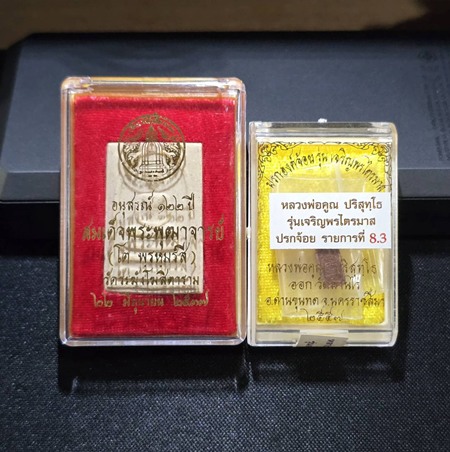 อนุสรณ์ ๑๒๒ ปี
สมเด็จพระพุฒาจารย์
(โต พรหมรังสี)
วัดระฆังโฆสิตาราม
๒๒ มิถุนายน ๒๕๓๗
หลวงพ่อคูณ ปริสุทฺโธ
รุ่นเจริญพรไตรมาส
ปรกจ้อย รายการที่ 8.3
หลวงพ่อคูณ ปริสุทฺโธ
ออก
อ.ด่านขุนทด จ.นครราชสีมา
๒๕๕๗